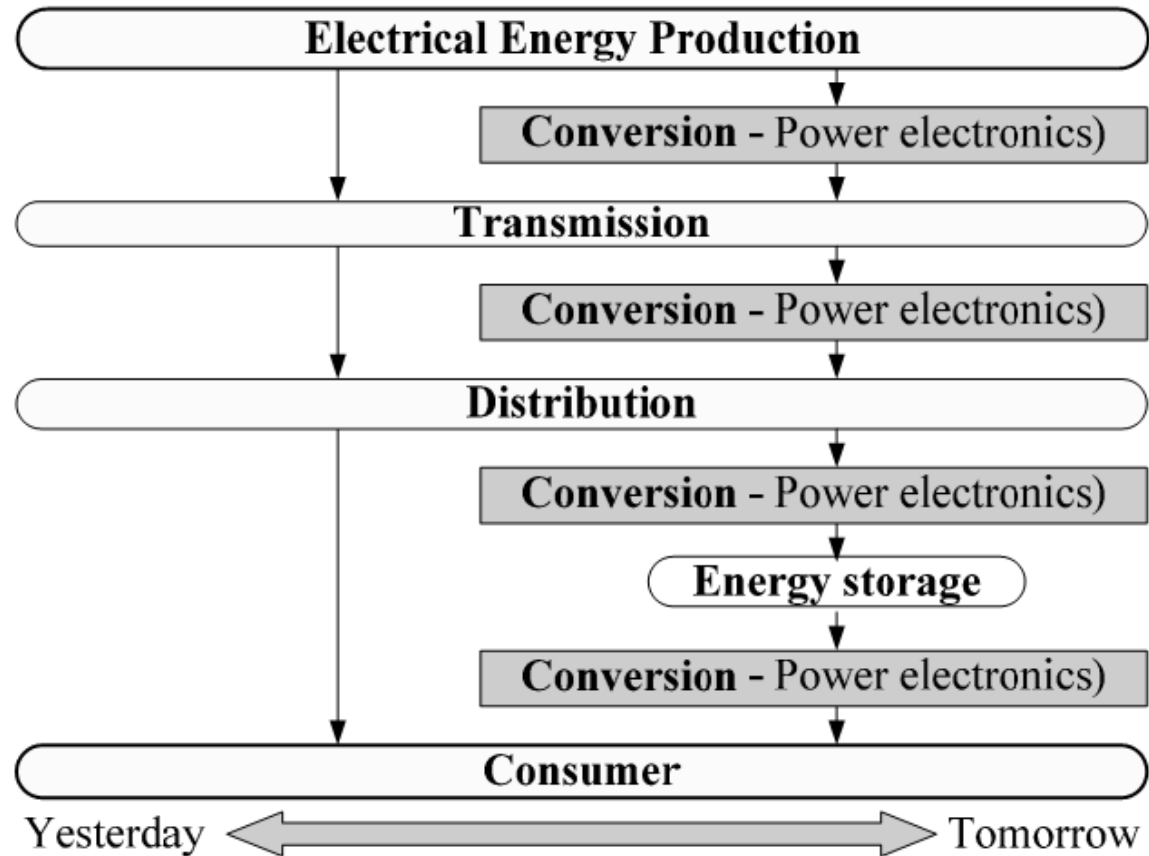 Electrical Energy Production
Conversion - Power electronics)
Transmission
Conversion - Power electronics)
Distribution
Conversion - Power electronics)
Energy storage
Conversion - Power electronics)
Consumer
Yesterday Tomorrow